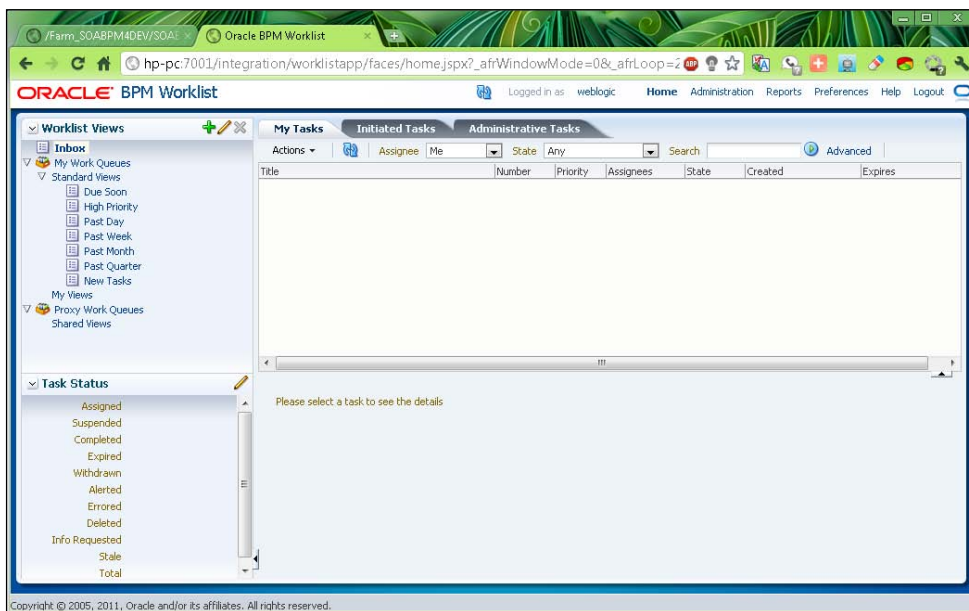 /Farm_SOABPM4DEV/SOAE
Oracle BPM Worklist
hp-pc:7001/integration/worklistapp/faces/home.jspx?_afrWindowMode=0&_afrLoop=2
ORACLE BPM Worklist
Logged in as weblogic Home Administration Reports Preferences Help Logout
Worklist Views
Inbox
My Work Queues
Standard Views
Due Soon
High Priority
Past Day
Past Week
Past Month
Past Quarter
New Tasks
My Views
Proxy Work Queues
Shared Views
My Tasks Initiated Tasks Administrative Tasks
Actions Assignee Me State Any Search Advanced
Title Number Priority Assignees State Created Expires
Task Status
Assigned
Suspended
Completed
Expired
Withdrawn
Alerted
Errored
Deleted
Info Requested
Stale
Total
Please select a task to see the details
Copyright © 2005, 2011, Oracle and/or its affiliates. All rights reserved.